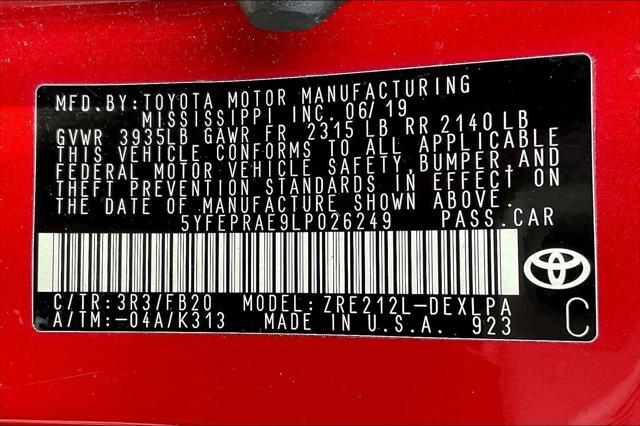 MFD. BY: TOYOTA MOTOR MANUFACTURING
MISSISSIPPI INC. 06/19
GVWR 3935LB GAWR FR 2315 LB RR 2140 LB
THIS VEHICLE CONFORMS TO ALL APPLICABLE
FEDERAL MOTOR VEHICLE SAFETY, BUMPER, AND
THEFT PREVENTION STANDARDS IN EFFECT ON
THE DATE OF MANUFACTURE SHOWN ABOVE.
5YFEPRAE9LP026249 PASS. CAR
C/TR: 3R3/FB20 MODEL: ZRE212L-DEXLPA
A/TM: -04A/K313 MADE IN U.S.A. 923 C